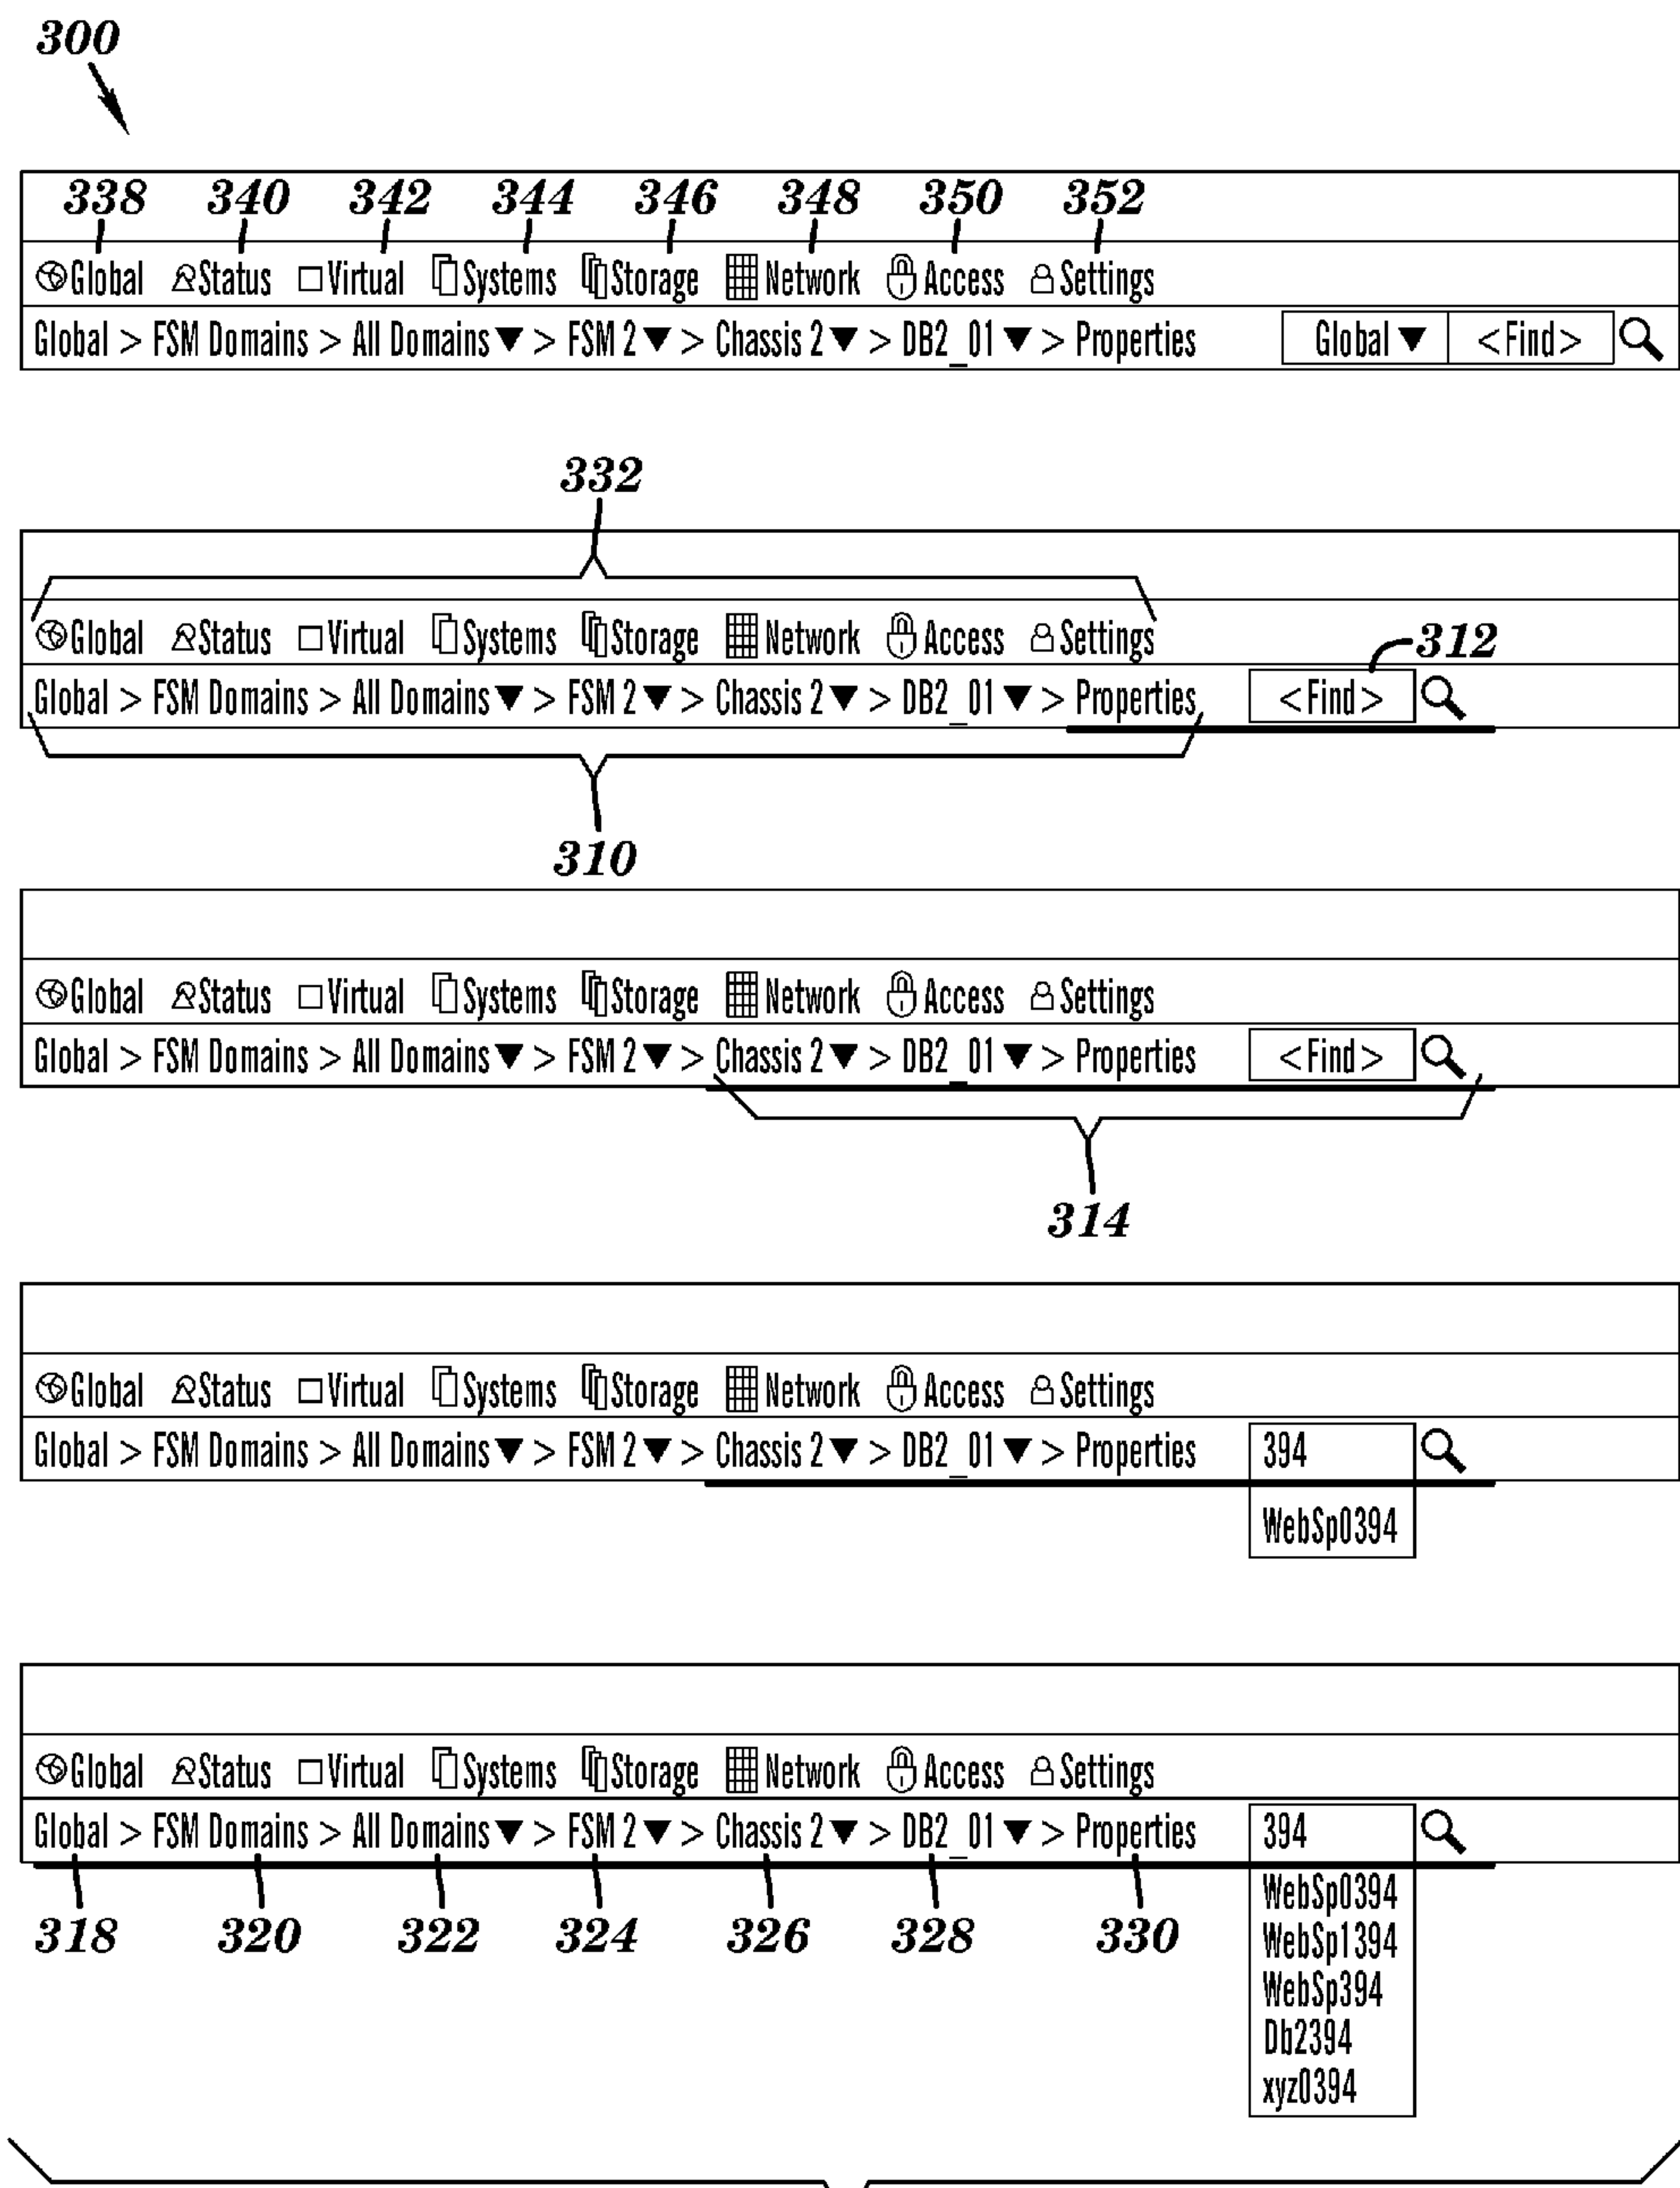 300
338 340 342 344 346 348 350 352
Global Status Virtual Systems Storage Network Access Settings
Global > FSM Domains > All Domains ▼ > FSM 2 ▼ > Chassis 2 ▼ > DB2_01 ▼ > Properties Global ▼ <Find>
332
Global Status Virtual Systems Storage Network Access Settings
312
Global > FSM Domains > All Domains ▼ > FSM 2 ▼ > Chassis 2 ▼ > DB2_01 ▼ > Properties <Find>
310
Global Status Virtual Systems Storage Network Access Settings
Global > FSM Domains > All Domains ▼ > FSM 2 ▼ > Chassis 2 ▼ > DB2_01 ▼ > Properties <Find>
314
Global Status Virtual Systems Storage Network Access Settings
Global > FSM Domains > All Domains ▼ > FSM 2 ▼ > Chassis 2 ▼ > DB2_01 ▼ > Properties 394
WebSp0394
Global Status Virtual Systems Storage Network Access Settings
Global > FSM Domains > All Domains ▼ > FSM 2 ▼ > Chassis 2 ▼ > DB2_01 ▼ > Properties 394
318 320 322 324 326 328 330
WebSp0394
WebSp1394
WebSp394
Db2394
xyz0394